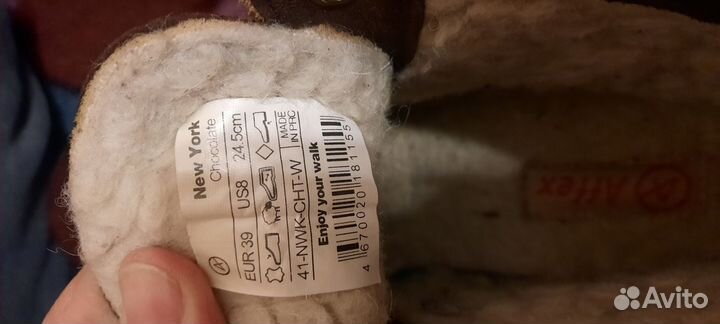 New York
Chocolate
EUR 39 US8 24.5cm
MADE
IN PRC
41-NWK-CHT-W
Enjoy your walk
4 670020 181155
Affex
Avito